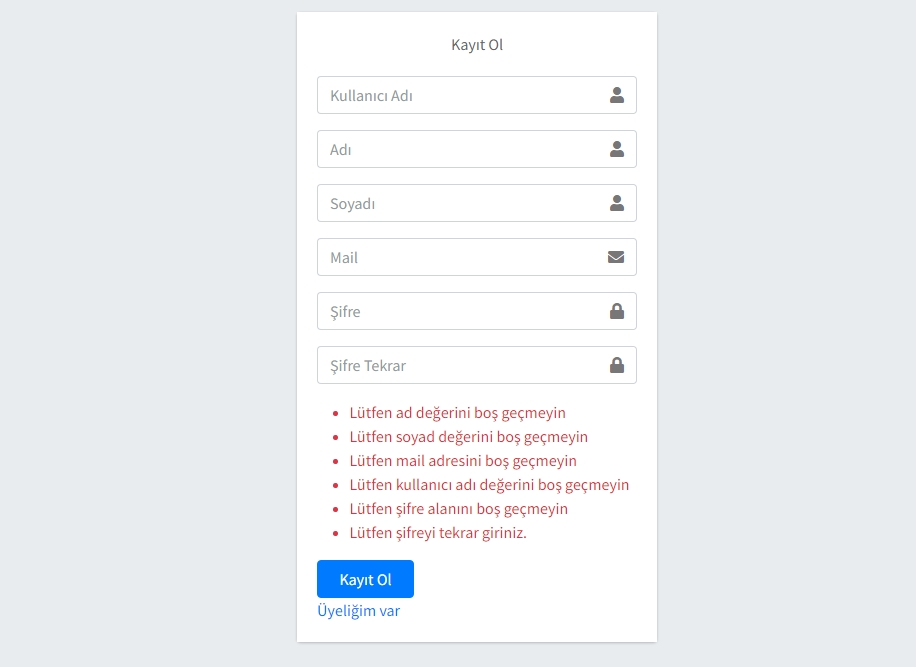 Kayıt Ol
Kullanıcı Adı
Adı
Soyadı
Mail
Şifre
Şifre Tekrar
Lütfen ad değerini boş geçmeyin
Lütfen soyad değerini boş geçmeyin
Lütfen mail adresini boş geçmeyin
Lütfen kullanıcı adı değerini boş geçmeyin
Lütfen şifre alanını boş geçmeyin
Lütfen şifreyi tekrar giriniz.
Kayıt Ol
Üyeliğim var